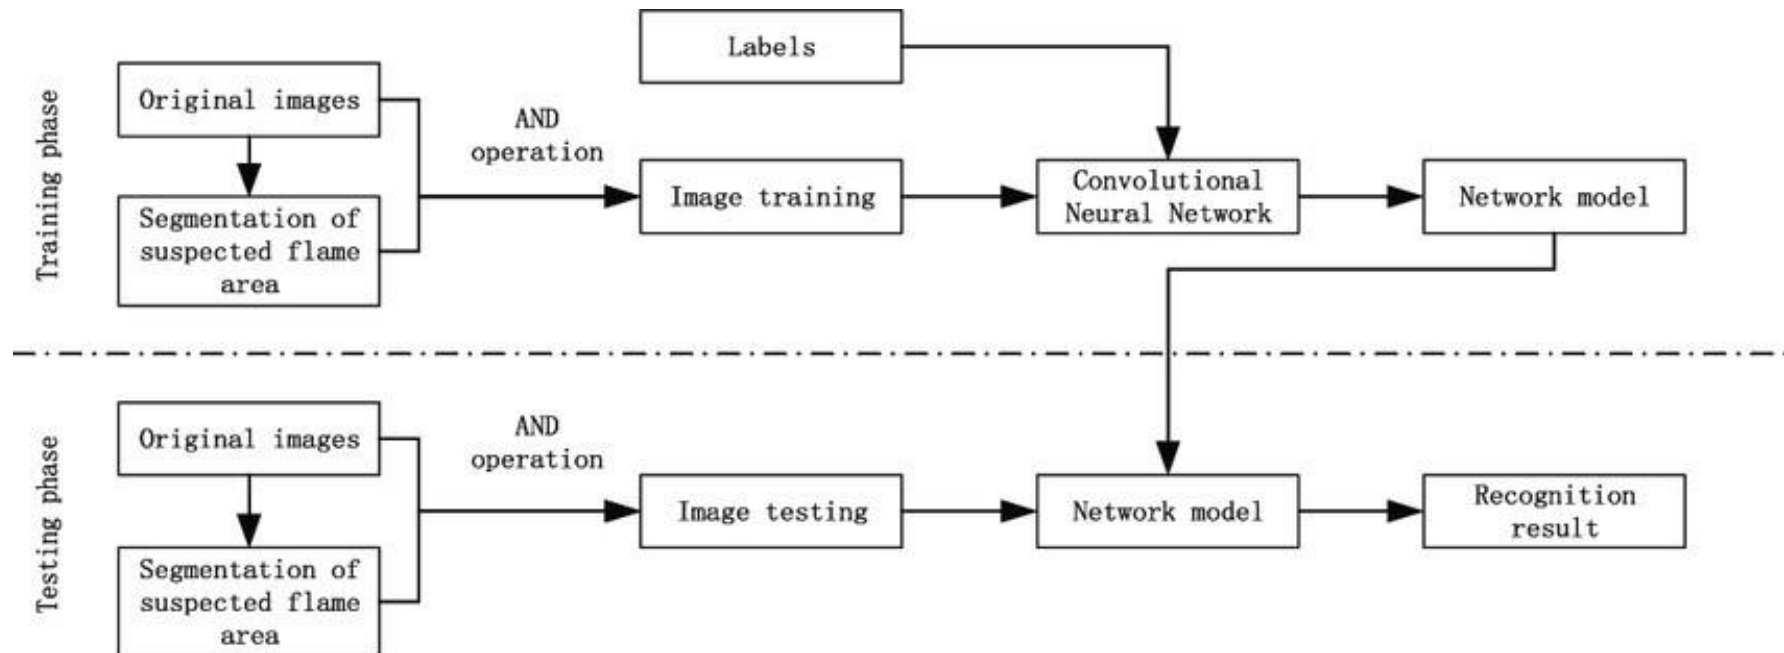 Training phase
Labels
Original images
AND
operation
Segmentation of
suspected flame
area
Image training
Convolutional
Neural Network
Network model
Testing phase
Original images
AND
operation
Segmentation of
suspected flame
area
Image testing
Network model
Recognition
result